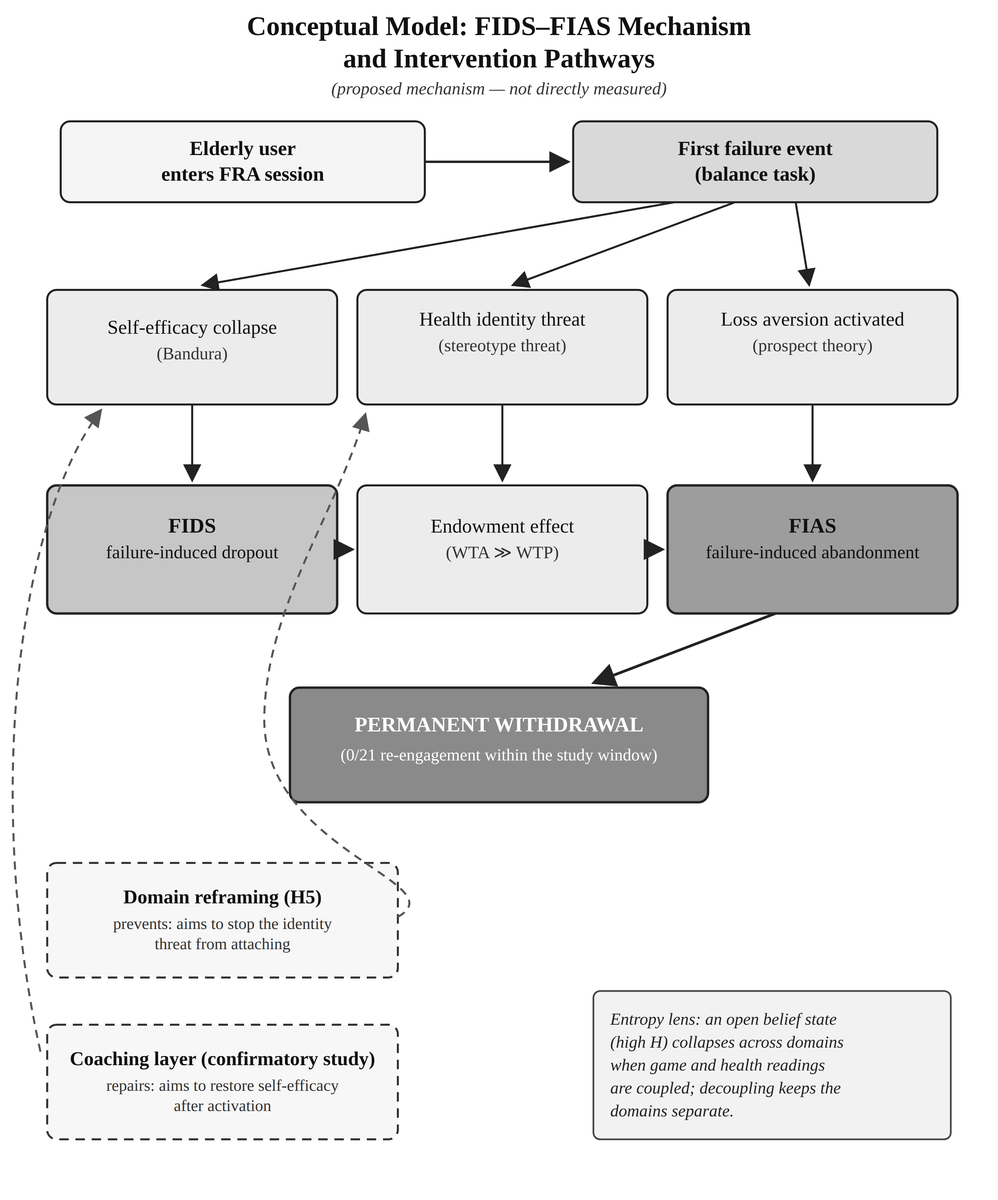 Conceptual Model: FIDS–FIAS Mechanism
and Intervention Pathways
(proposed mechanism — not directly measured)
Elderly user
enters FRA session
First failure event
(balance task)
Self-efficacy collapse
(Bandura)
Health identity threat
(stereotype threat)
Loss aversion activated
(prospect theory)
FIDS
failure-induced dropout
Endowment effect
(WTA ≫ WTP)
FIAS
failure-induced abandonment
PERMANENT WITHDRAWAL
(0/21 re-engagement within the study window)
Domain reframing (H5)
prevents: aims to stop the identity
threat from attaching
Coaching layer (confirmatory study)
repairs: aims to restore self-efficacy
after activation
Entropy lens: an open belief state
(high H) collapses across domains
when game and health readings
are coupled; decoupling keeps the
domains separate.